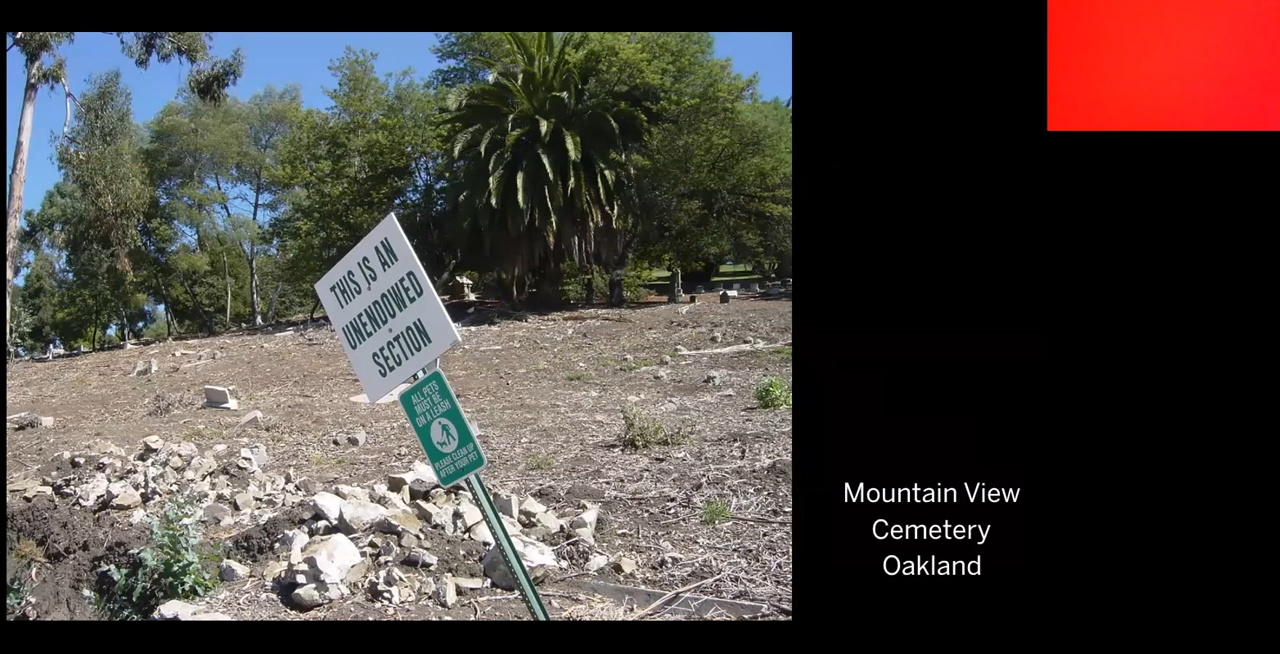 THIS IS AN
UNENDOWED
SECTION
ALL PETS
MUST BE
ON A LEASH
PLEASE CLEAN UP
AFTER YOUR PET
Mountain View
Cemetery
Oakland